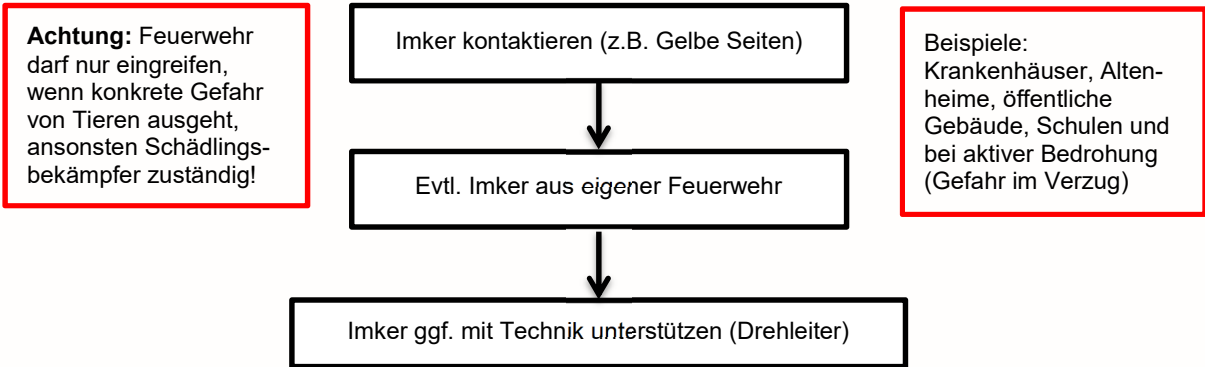 Achtung: Feuerwehr
darf nur eingreifen,
wenn konkrete Gefahr
von Tieren ausgeht,
ansonsten Schädlings-
bekämpfer zuständig!
Imker kontaktieren (z.B. Gelbe Seiten)
Evtl. Imker aus eigener Feuerwehr
Imker ggf. mit Technik unterstützen (Drehleiter)
Beispiele:
Krankenhäuser, Alten-
heime, öffentliche
Gebäude, Schulen und
bei aktiver Bedrohung
(Gefahr im Verzug)